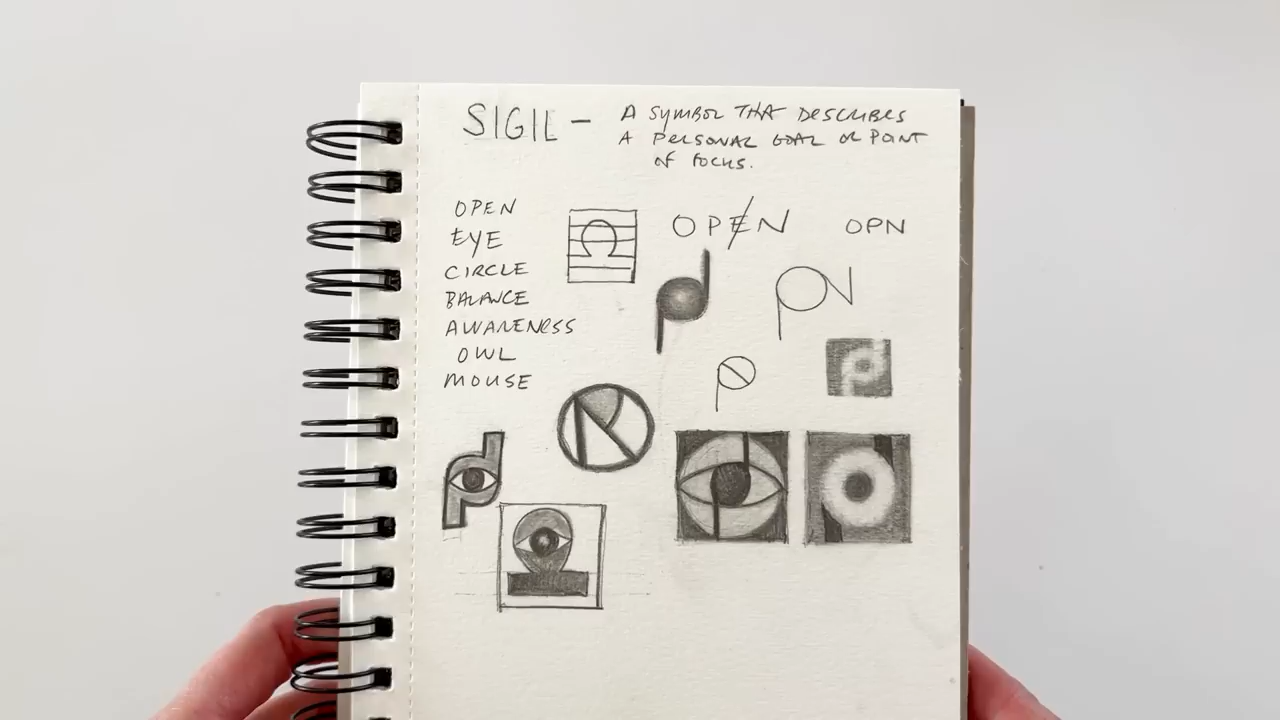 SIGIL — A SYMBOL THA DESCRIBES
A PERSONAL GOAL OR POINT
OF FOCUS.
OPEN
EYE
CIRCLE
BALANCE
AWARENESS
OWL
MOUSE
OPEN OPN